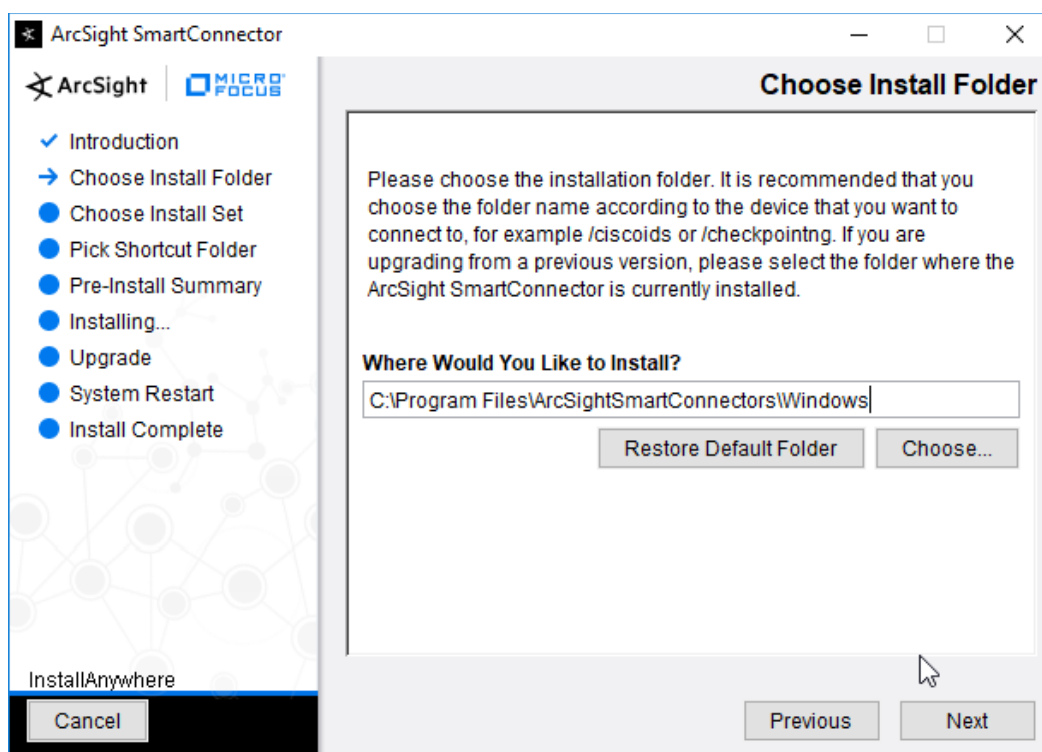 ArcSight SmartConnector
ArcSight
MICRO
FOCUS
Choose Install Folder
Introduction
Choose Install Folder
Choose Install Set
Pick Shortcut Folder
Pre-Install Summary
Installing...
Upgrade
System Restart
Install Complete
Please choose the installation folder. It is recommended that you
choose the folder name according to the device that you want to
connect to, for example /ciscoids or /checkpointng. If you are
upgrading from a previous version, please select the folder where the
ArcSight SmartConnector is currently installed.
Where Would You Like to Install?
C:\Program Files\ArcSightSmartConnectors\Windows
Restore Default Folder
Choose...
InstallAnywhere
Cancel
Previous
Next